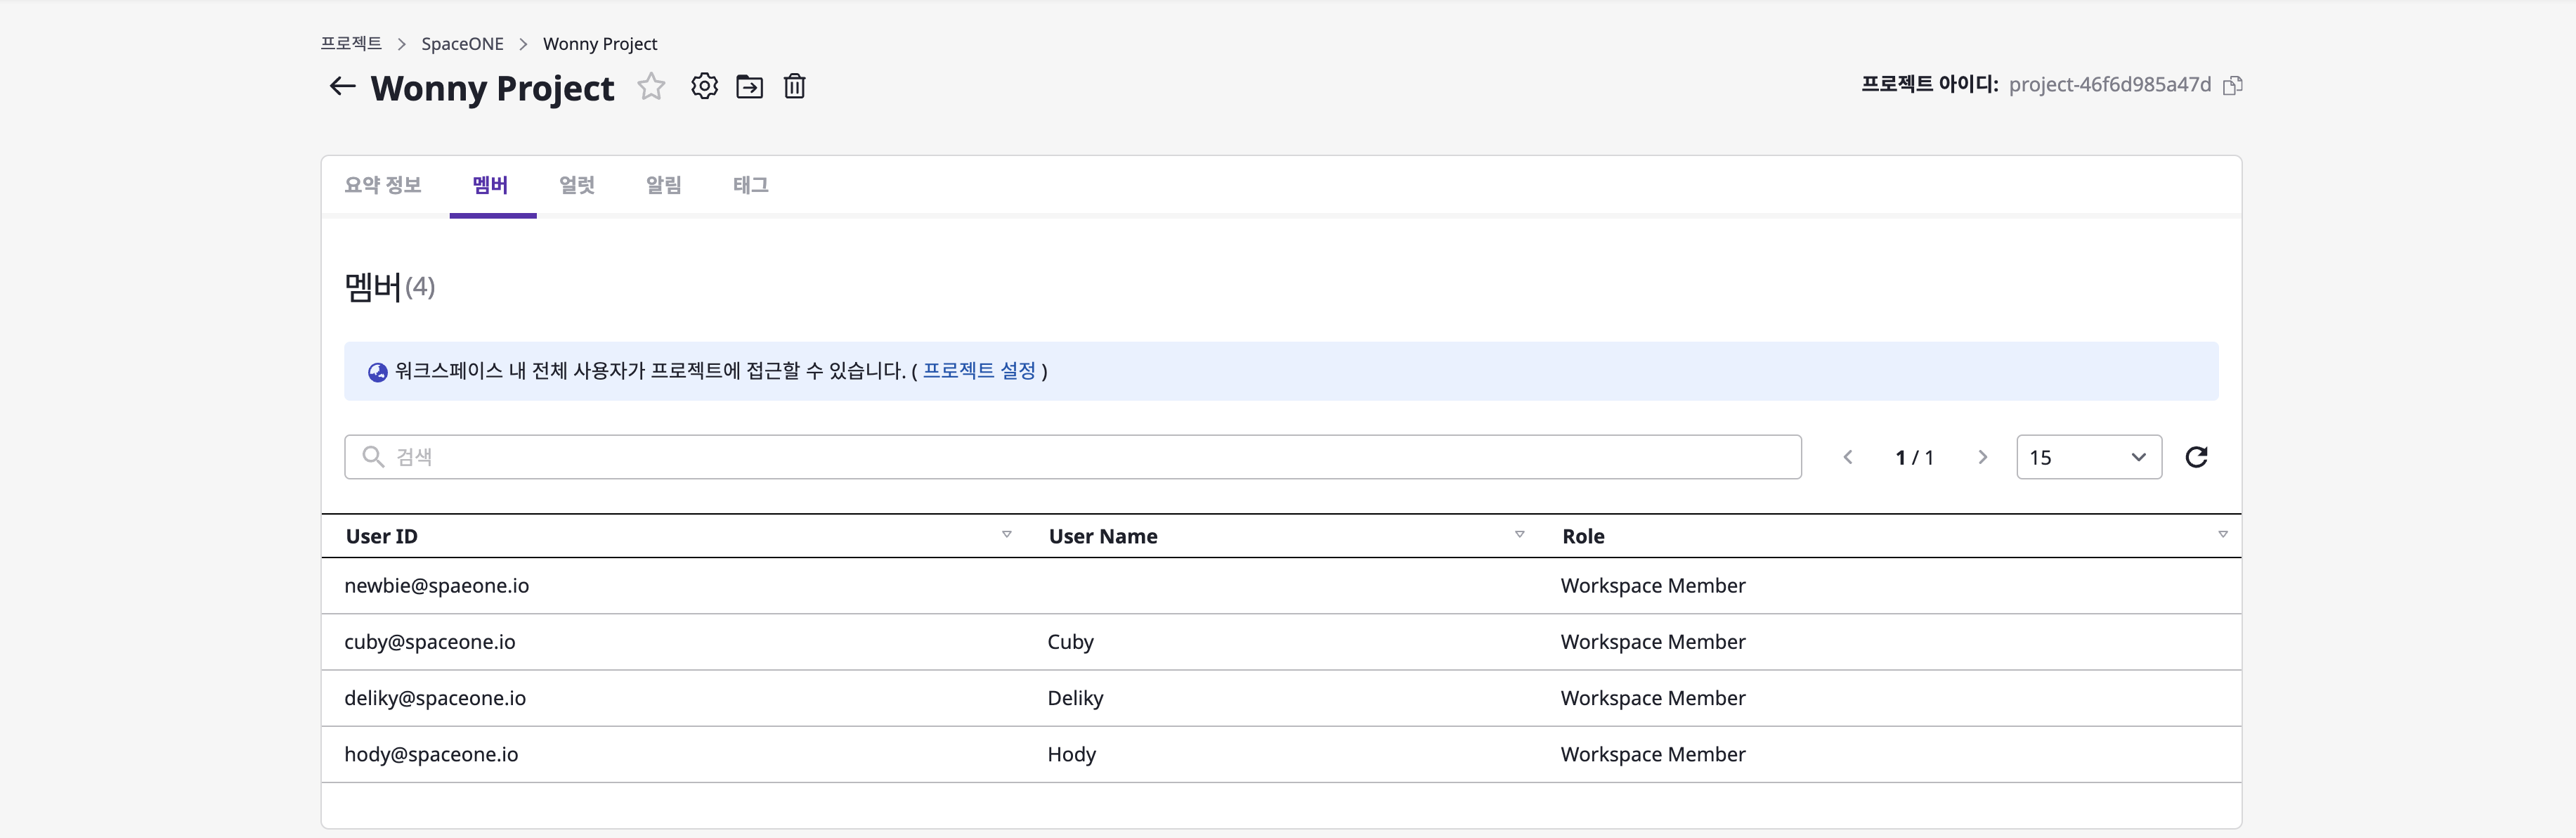 프로젝트 > SpaceONE > Wonny Project
Wonny Project
프로젝트 아이디: project-46f6d985a47d
요약 정보 멤버 얼럿 알림 태그
멤버 (4)
워크스페이스 내 전체 사용자가 프로젝트에 접근할 수 있습니다. ( 프로젝트 설정 )
검색 1 / 1 15
User ID User Name Role
newbie@spaeone.io Workspace Member
cuby@spaceone.io Cuby Workspace Member
deliky@spaceone.io Deliky Workspace Member
hody@spaceone.io Hody Workspace Member